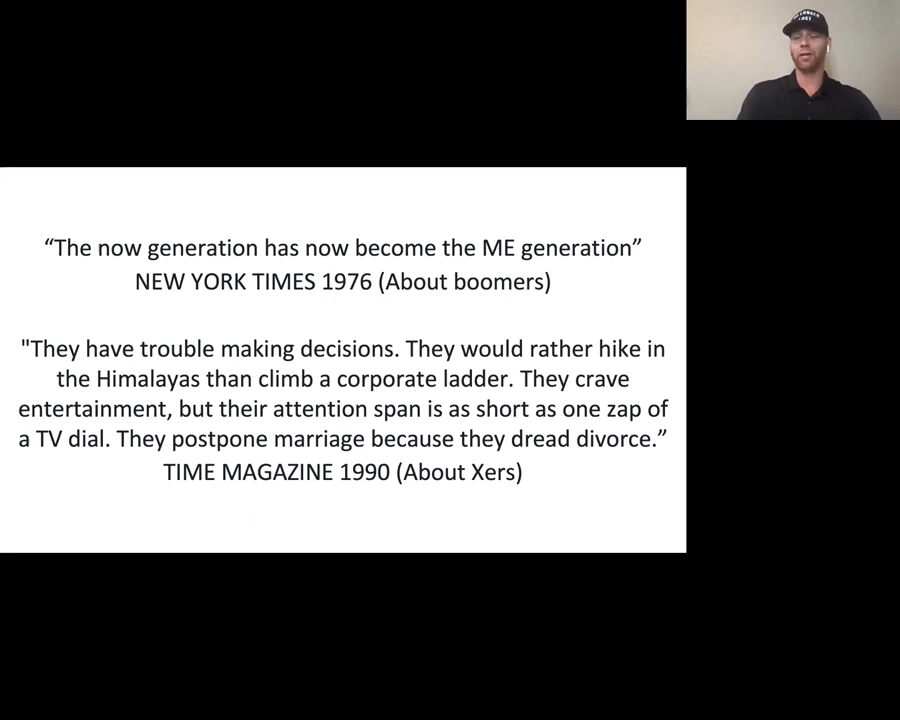 “The now generation has now become the ME generation”
NEW YORK TIMES 1976 (About boomers)
"They have trouble making decisions. They would rather hike in
the Himalayas than climb a corporate ladder. They crave
entertainment, but their attention span is as short as one zap of
a TV dial. They postpone marriage because they dread divorce.”
TIME MAGAZINE 1990 (About Xers)